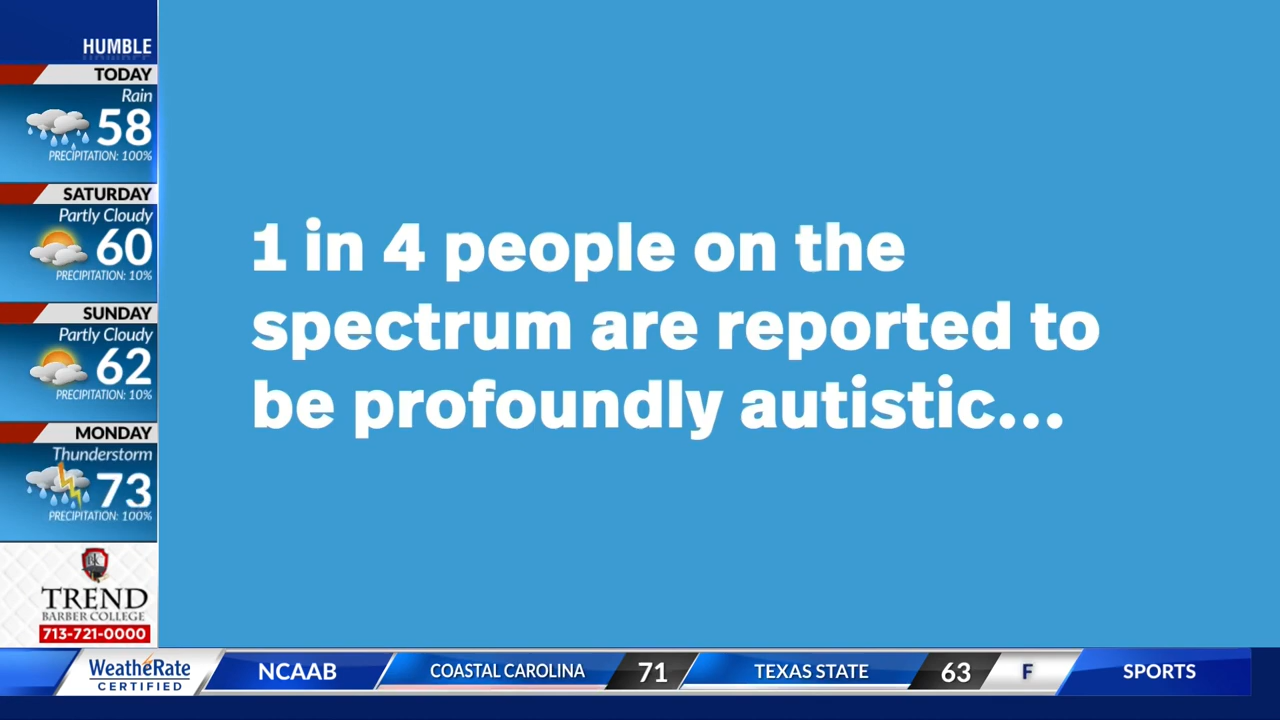 HUMBLE
TODAY
Rain
58
PRECIPITATION: 100%
SATURDAY
Partly Cloudy
60
PRECIPITATION: 10%
SUNDAY
Partly Cloudy
62
PRECIPITATION: 10%
MONDAY
Thunderstorm
73
PRECIPITATION: 100%
TREND
BARBER COLLEGE
713-721-0000
1 in 4 people on the
spectrum are reported to
be profoundly autistic...
WeatheRate
CERTIFIED
NCAAB COASTAL CAROLINA 71 TEXAS STATE 63 F SPORTS